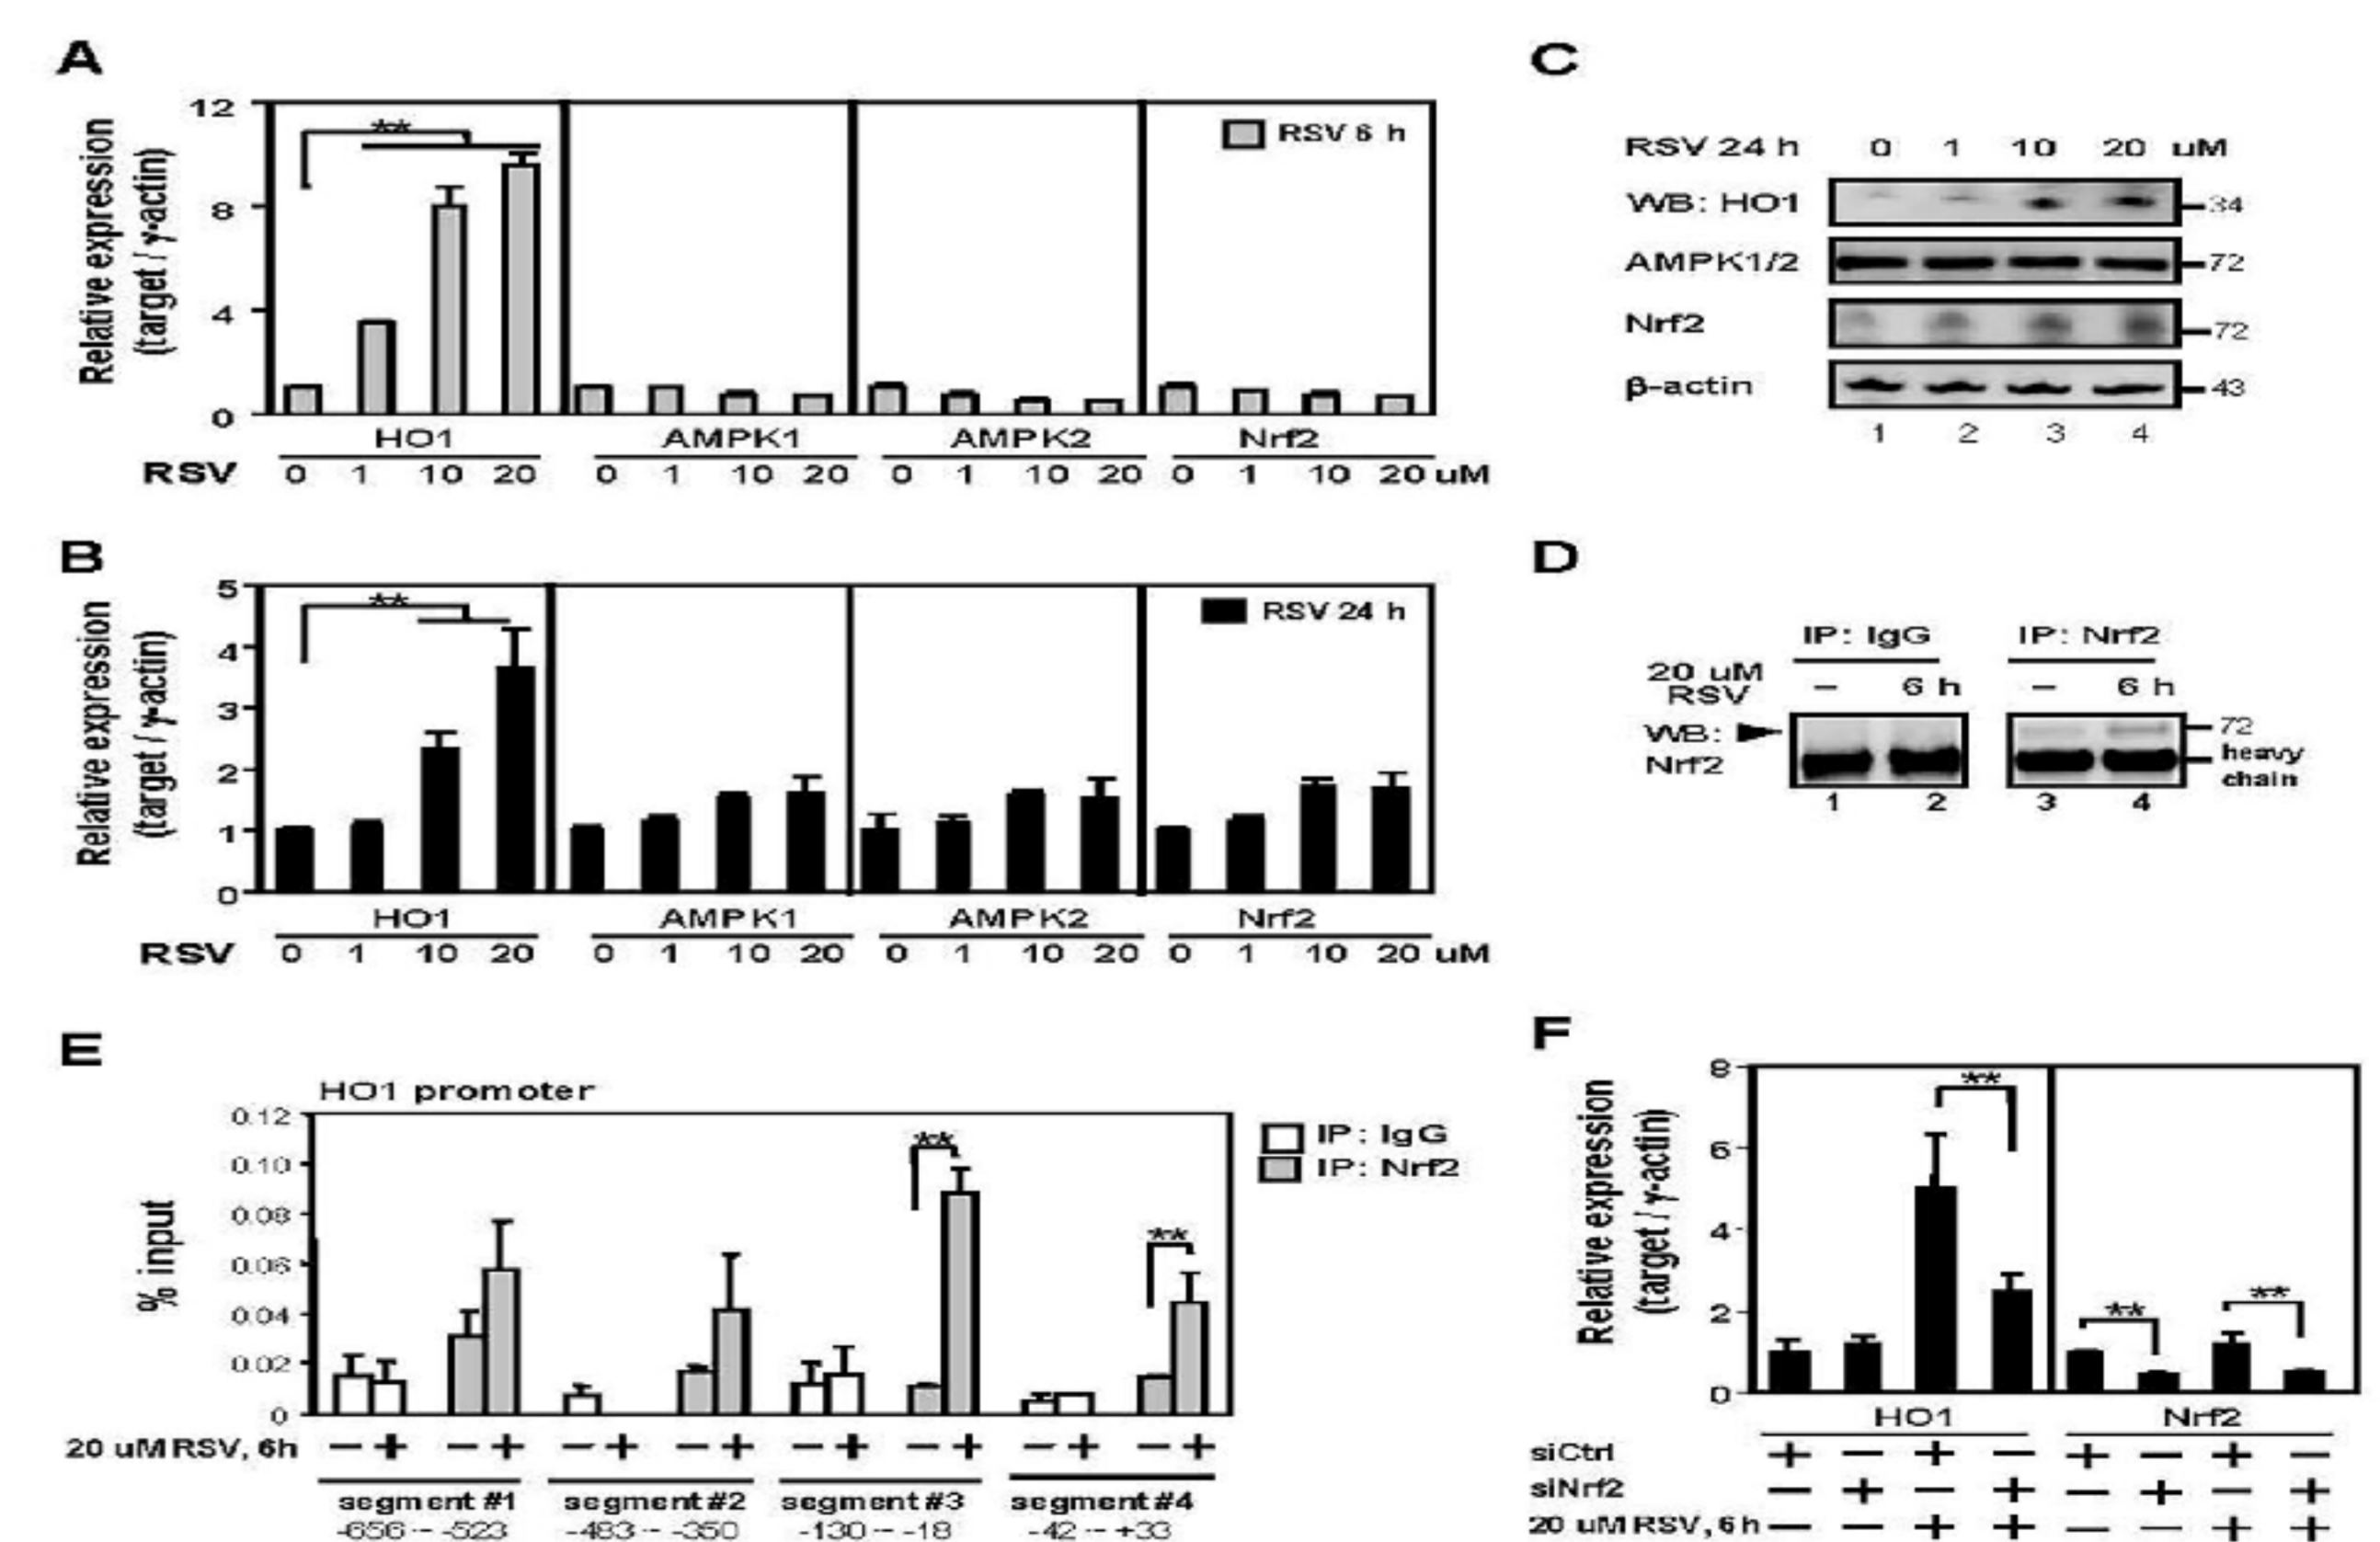 A
Relative expression
(target / γ-actin)
12
8
4
0
**
RSV 6 h
HO1 AMPK1 AMPK2 Nrf2
RSV 0 1 10 20 0 1 10 20 0 1 10 20 0 1 10 20 uM
B
Relative expression
(target / γ-actin)
5
4
3
2
1
0
**
RSV 24 h
HO1 AMPK1 AMPK2 Nrf2
RSV 0 1 10 20 0 1 10 20 0 1 10 20 0 1 10 20 uM
C
RSV 24 h 0 1 10 20 uM
WB: HO1 34
AMPK1/2 72
Nrf2 72
β-actin 43
1 2 3 4
D
IP: IgG IP: Nrf2
20 uM
RSV – 6 h – 6 h
WB: 72
Nrf2 heavy
chain
1 2 3 4
E
HO1 promoter
% input
0.12
0.10
0.08
0.06
0.04
0.02
0
**
**
IP: IgG
IP: Nrf2
20 uM RSV, 6h – + – + – + – + – + – + – + – +
segment #1 segment #2 segment #3 segment #4
-656 -- -523 -483 -- -350 -130 -- -18 -42 -- +33
F
Relative expression
(target / γ-actin)
8
6
4
2
0
**
**
**
HO1 Nrf2
siCtrl + – + – + – + –
siNrf2 – + – + – + – +
20 uM RSV, 6h – – + + – – + +